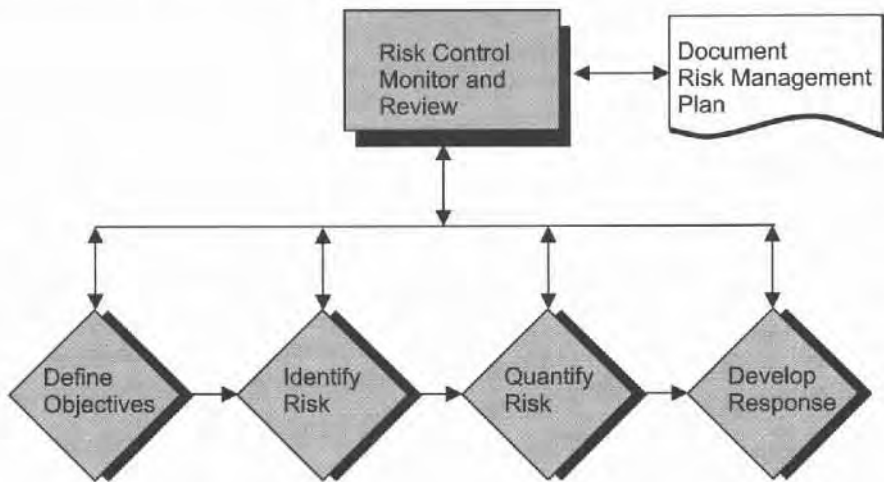 Risk Control
Monitor and
Review
Document
Risk Management
Plan
Define
Objectives
Identify
Risk
Quantify
Risk
Develop
Response